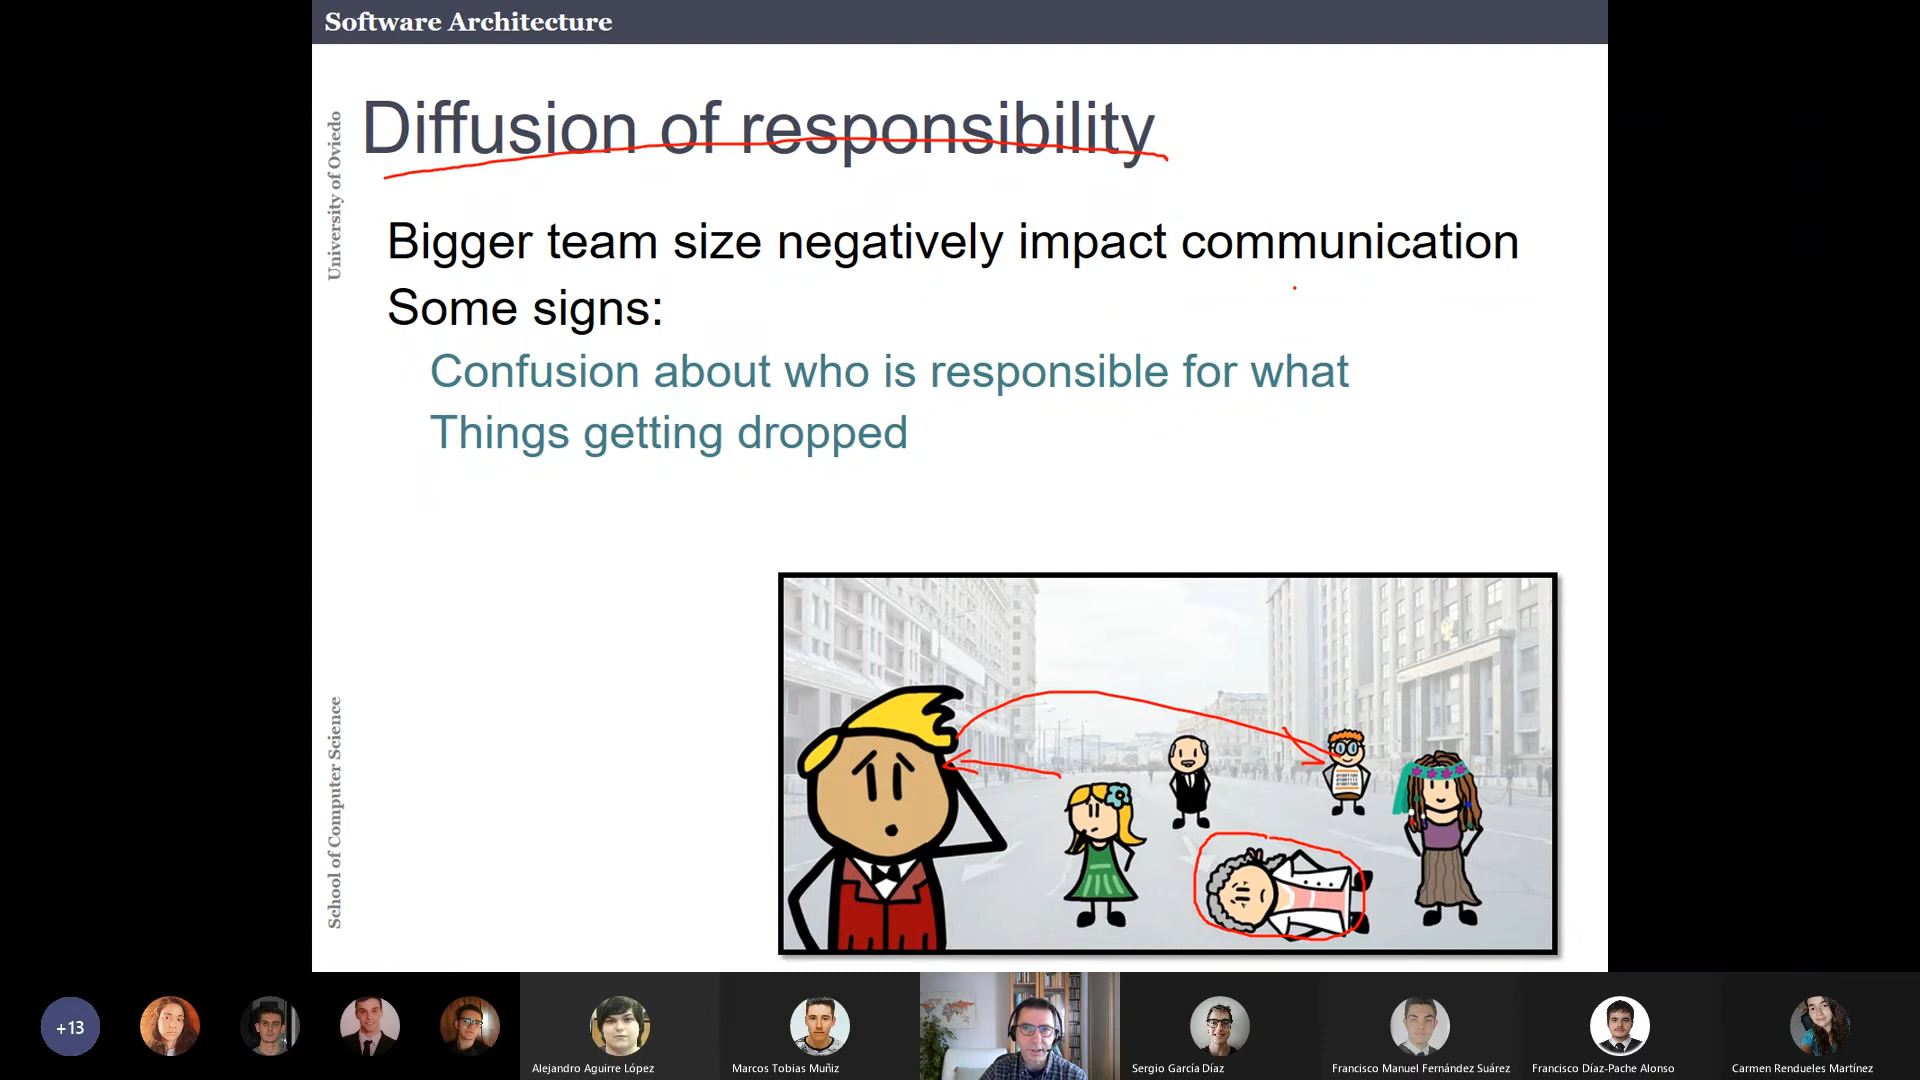 Software Architecture
University of Oviedo
School of Computer Science
Diffusion of responsibility
Bigger team size negatively impact communication
Some signs:
Confusion about who is responsible for what
Things getting dropped
+13
Alejandro Aguirre López
Marcos Tobias Muñiz
Sergio García Díaz
Francisco Manuel Fernández Suárez
Francisco Díaz-Pache Alonso
Carmen Rendueles Martínez